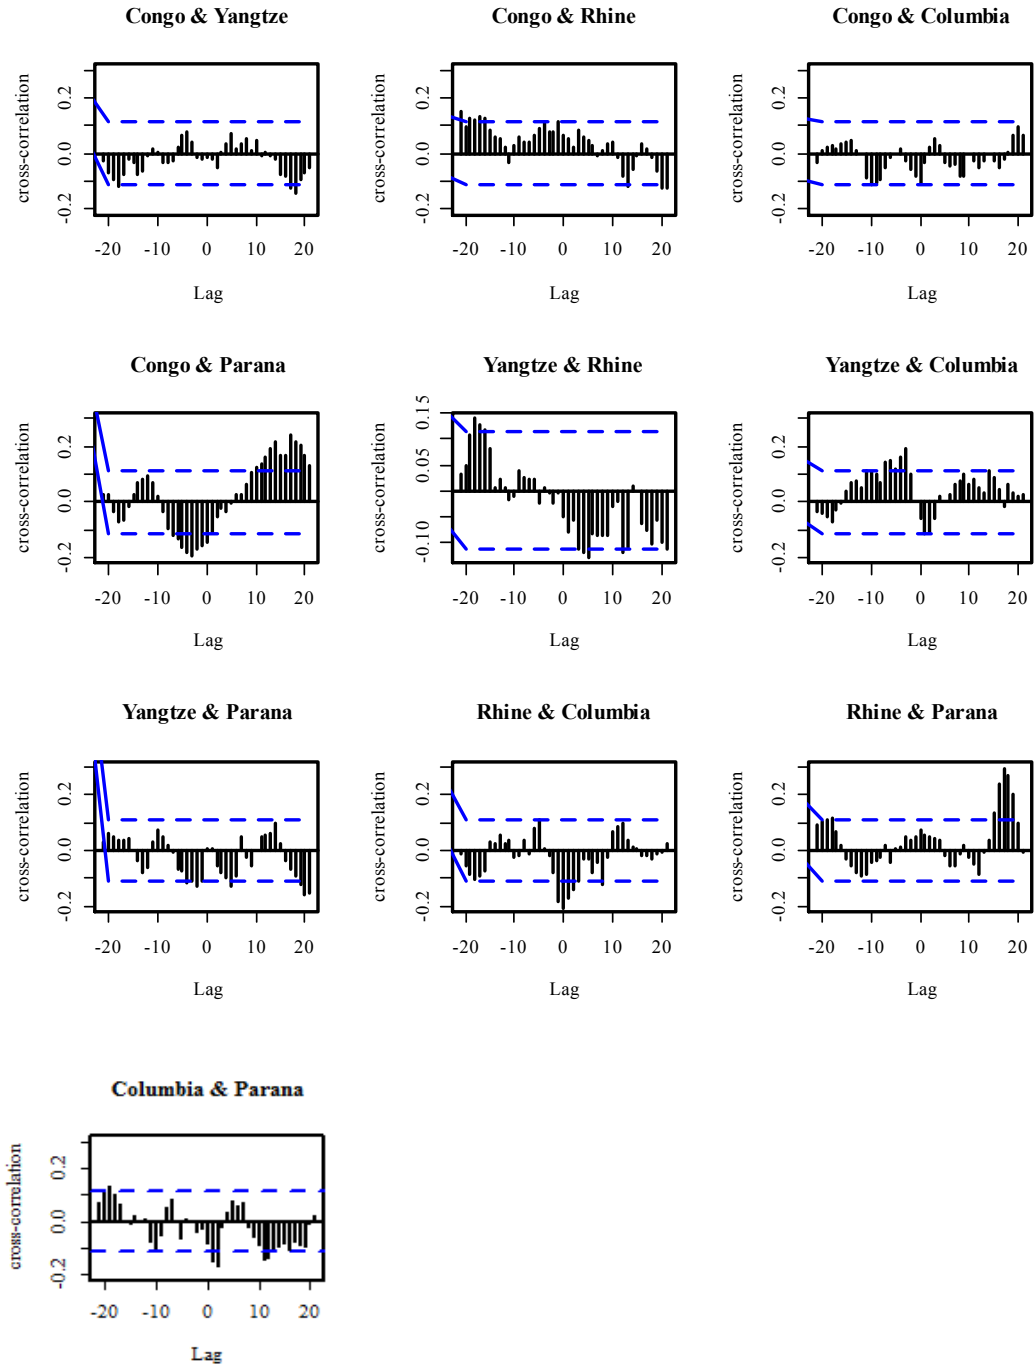 Congo & Yangtze
Congo & Rhine
Congo & Columbia
cross-correlation
0.2
0.0
-0.2
-20 -10 0 10 20
Lag
cross-correlation
0.2
0.0
-0.2
-20 -10 0 10 20
Lag
cross-correlation
0.2
0.0
-0.2
-20 -10 0 10 20
Lag
Congo & Parana
Yangtze & Rhine
Yangtze & Columbia
cross-correlation
0.2
0.0
-0.2
-20 -10 0 10 20
Lag
cross-correlation
0.15
0.05
-0.10
-20 -10 0 10 20
Lag
cross-correlation
0.2
0.0
-0.2
-20 -10 0 10 20
Lag
Yangtze & Parana
Rhine & Columbia
Rhine & Parana
cross-correlation
0.2
0.0
-0.2
-20 -10 0 10 20
Lag
cross-correlation
0.2
0.0
-0.2
-20 -10 0 10 20
Lag
cross-correlation
0.2
0.0
-0.2
-20 -10 0 10 20
Lag
Columbia & Parana
cross-correlation
0.2
0.0
-0.2
-20 -10 0 10 20
Lag